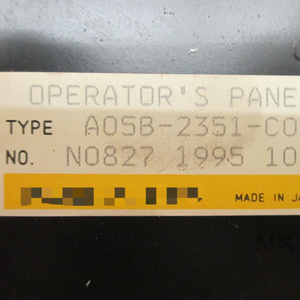 OPERATOR'S PANE
TYPE A05B-2351-C0
NO. N0827 1995 10
MADE IN JA